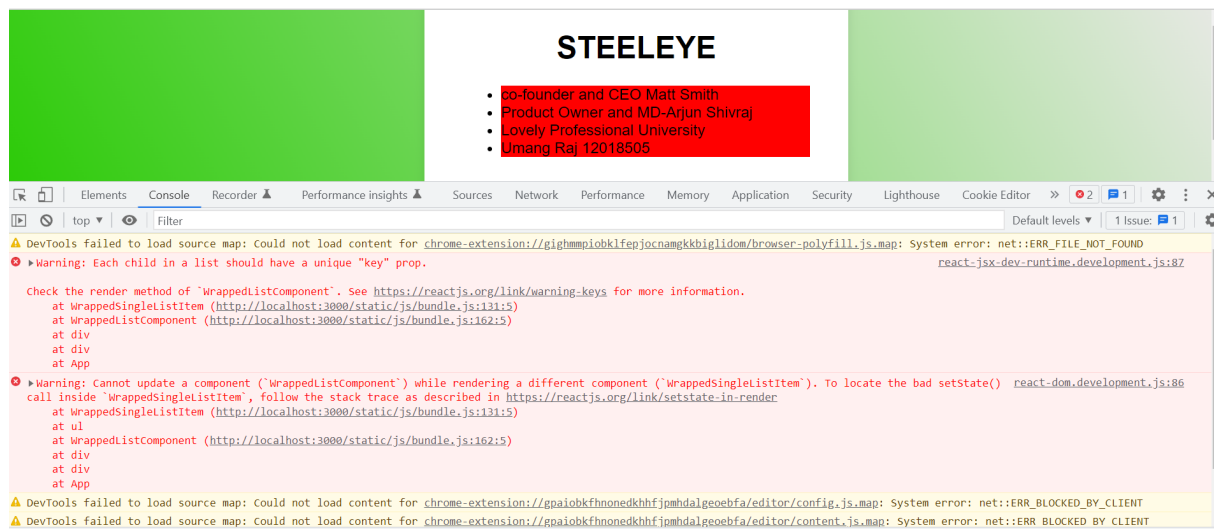 STEELEYE
co-founder and CEO Matt Smith
Product Owner and MD-Arjun Shivraj
Lovely Professional University
Umang Raj 12018505
Elements Console Recorder Performance insights Sources Network Performance Memory Application Security Lighthouse Cookie Editor » 2 1
top ▼ Filter Default levels ▼ 1 Issue: 1
DevTools failed to load source map: Could not load content for chrome-extension://gighmmpiobklfepjocnamgkkbiglidom/browser-polyfill.js.map: System error: net::ERR_FILE_NOT_FOUND
▶Warning: Each child in a list should have a unique "key" prop. react-jsx-dev-runtime.development.js:87
Check the render method of `WrappedListComponent`. See https://reactjs.org/link/warning-keys for more information.
at WrappedSingleListItem (http://localhost:3000/static/js/bundle.js:131:5)
at WrappedListComponent (http://localhost:3000/static/js/bundle.js:162:5)
at div
at div
at App
▶Warning: Cannot update a component (`WrappedListComponent`) while rendering a different component (`WrappedSingleListItem`). To locate the bad setState() react-dom.development.js:86
call inside `WrappedSingleListItem`, follow the stack trace as described in https://reactjs.org/link/setstate-in-render
at WrappedSingleListItem (http://localhost:3000/static/js/bundle.js:131:5)
at ul
at WrappedListComponent (http://localhost:3000/static/js/bundle.js:162:5)
at div
at div
at App
DevTools failed to load source map: Could not load content for chrome-extension://gpaiobkfhnonedkhhfjpmhdalgeoebfa/editor/config.js.map: System error: net::ERR_BLOCKED_BY_CLIENT
DevTools failed to load source map: Could not load content for chrome-extension://gpaiobkfhnonedkhhfjpmhdalgeoebfa/editor/content.js.map: System error: net::ERR_BLOCKED_BY_CLIENT